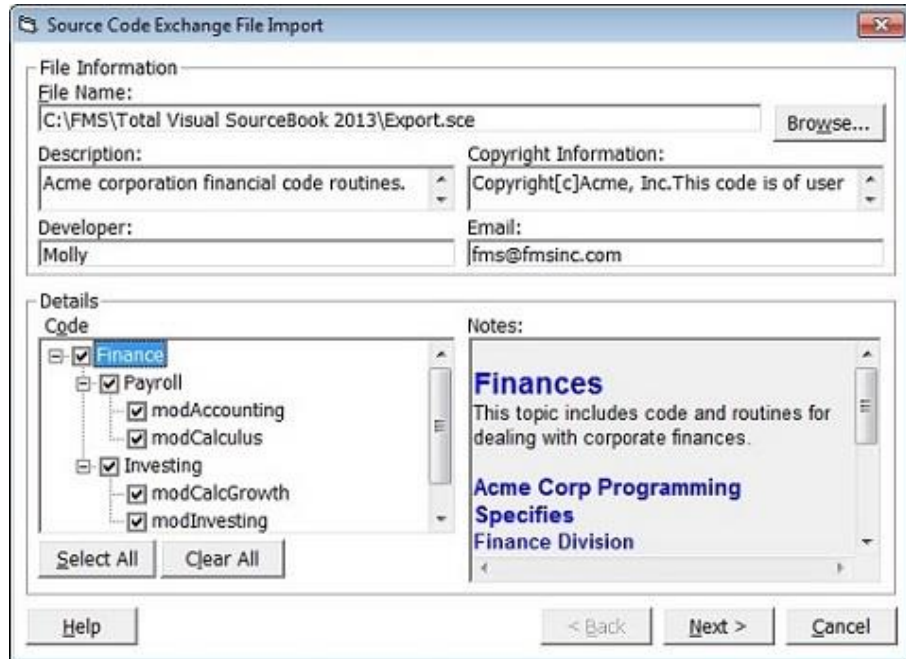 Source Code Exchange File Import
File Information
File Name:
C:\FMS\Total Visual SourceBook 2013\Export.sce
Browse...
Description:
Copyright Information:
Acme corporation financial code routines.
Copyright[c]Acme, Inc.This code is of user
Developer:
Email:
Molly
fms@fmsinc.com
Details
Code
Notes:
Finance
Payroll
modAccounting
modCalculus
Investing
modCalcGrowth
modInvesting
Finances
This topic includes code and routines for
dealing with corporate finances.
Acme Corp Programming
Specifies
Finance Division
Select All
Clear All
Help
< Back
Next >
Cancel